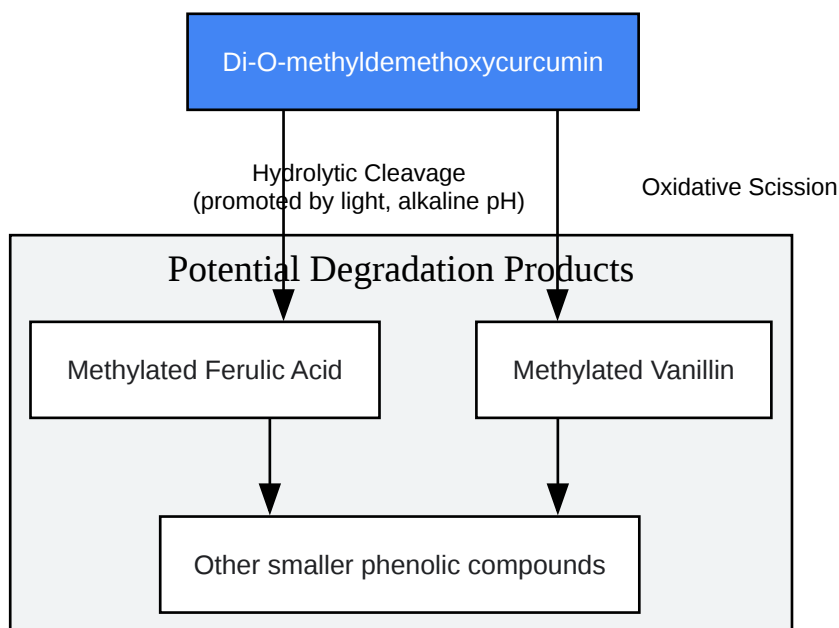 Di-O-methyldemethoxycurcumin
Hydrolytic Cleavage
(promoted by light, alkaline pH)
Oxidative Scission
Potential Degradation Products
Methylated Ferulic Acid
Methylated Vanillin
Other smaller phenolic compounds